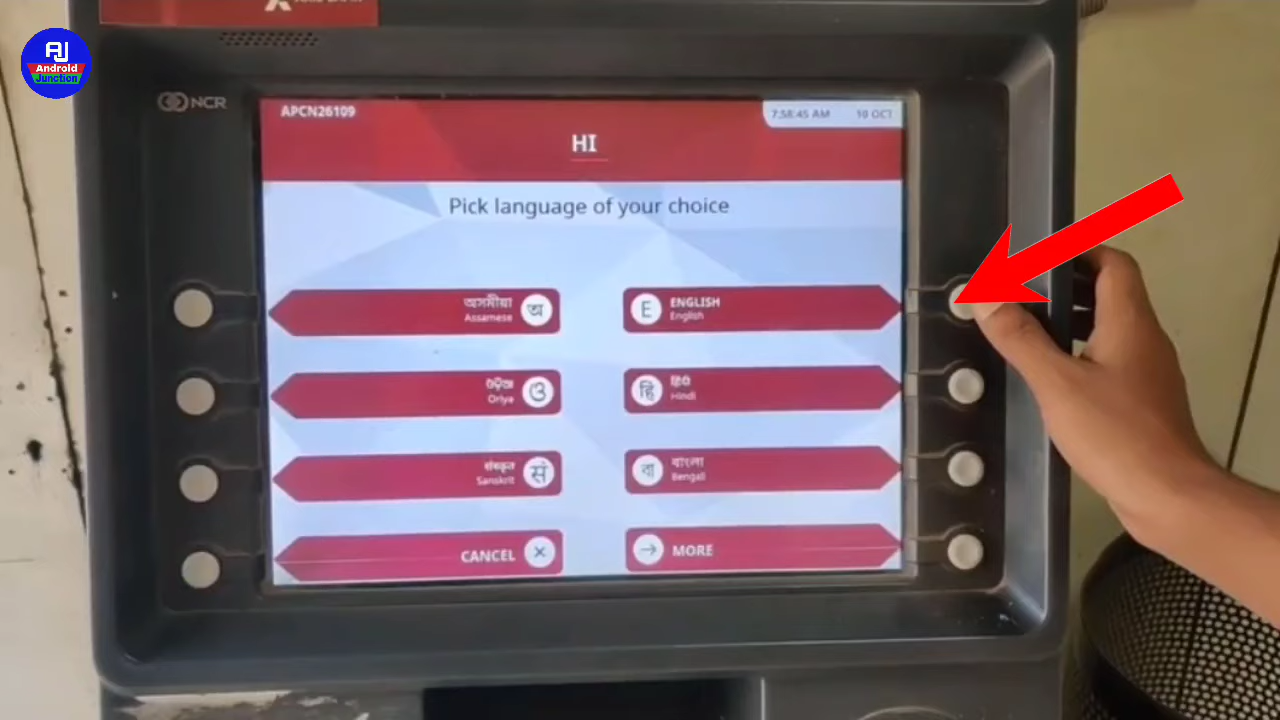 AJ
Android
Junction
NCR
APCN26109
7:58:45 AM 10 OCT
HI
Pick language of your choice
অসমীয়া
Assamese
অ
E
ENGLISH
English
Oriya
ଓ
हि
हिंदी
Hindi
संस्कृत
Sanskrit
सं
বা
বাংলা
Bengali
CANCEL
MORE